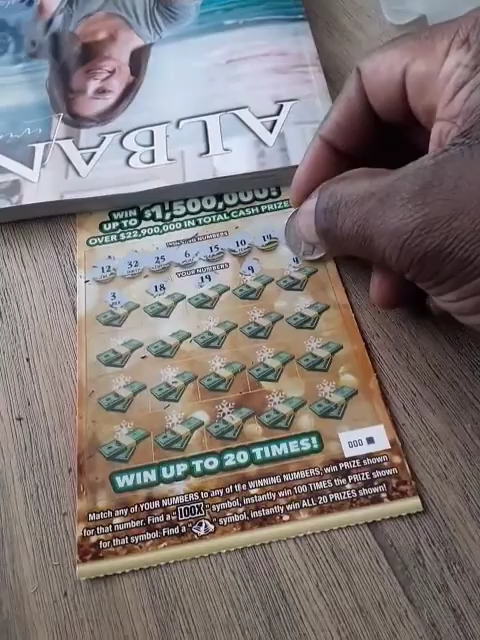 ALBAN
WIN UP TO $1,500,000!
OVER $22,900,000 IN TOTAL CASH PRIZE
WINNING NUMBERS
12 32 25 6 15 10 14
YOUR NUMBERS
3 18 19 9 4
000
WIN UP TO 20 TIMES!
Match any of YOUR NUMBERS to any of the WINNING NUMBERS, win PRIZE shown
for that number. Find a "100X" symbol, instantly win 100 TIMES the PRIZE shown
for that symbol. Find a " " symbol, instantly win ALL 20 PRIZES shown!